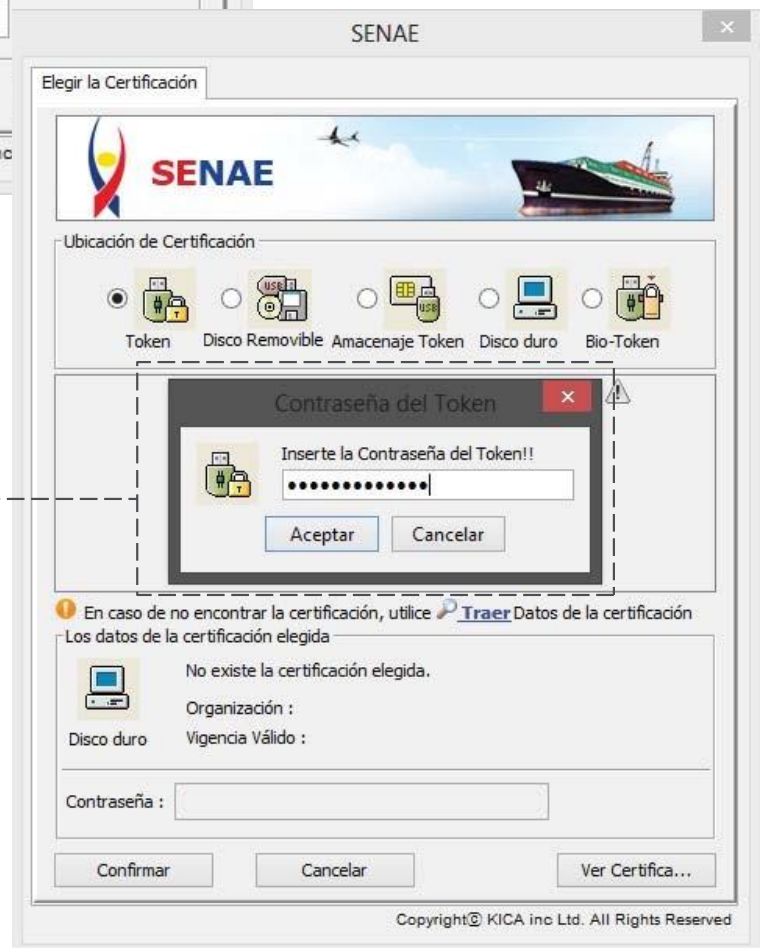 SENAE
Elegir la Certificación
SENAE
Ubicación de Certificación
Token
Disco Removible
Amacenaje Token
Disco duro
Bio-Token
Contraseña del Token
Inserte la Contraseña del Token!!
Aceptar
Cancelar
En caso de no encontrar la certificación, utilice Traer Datos de la certificación
Los datos de la certificación elegida
No existe la certificación elegida.
Organización :
Disco duro
Vigencia Válido :
Contraseña :
Confirmar
Cancelar
Ver Certifica...
Copyright© KICA inc Ltd. All Rights Reserved